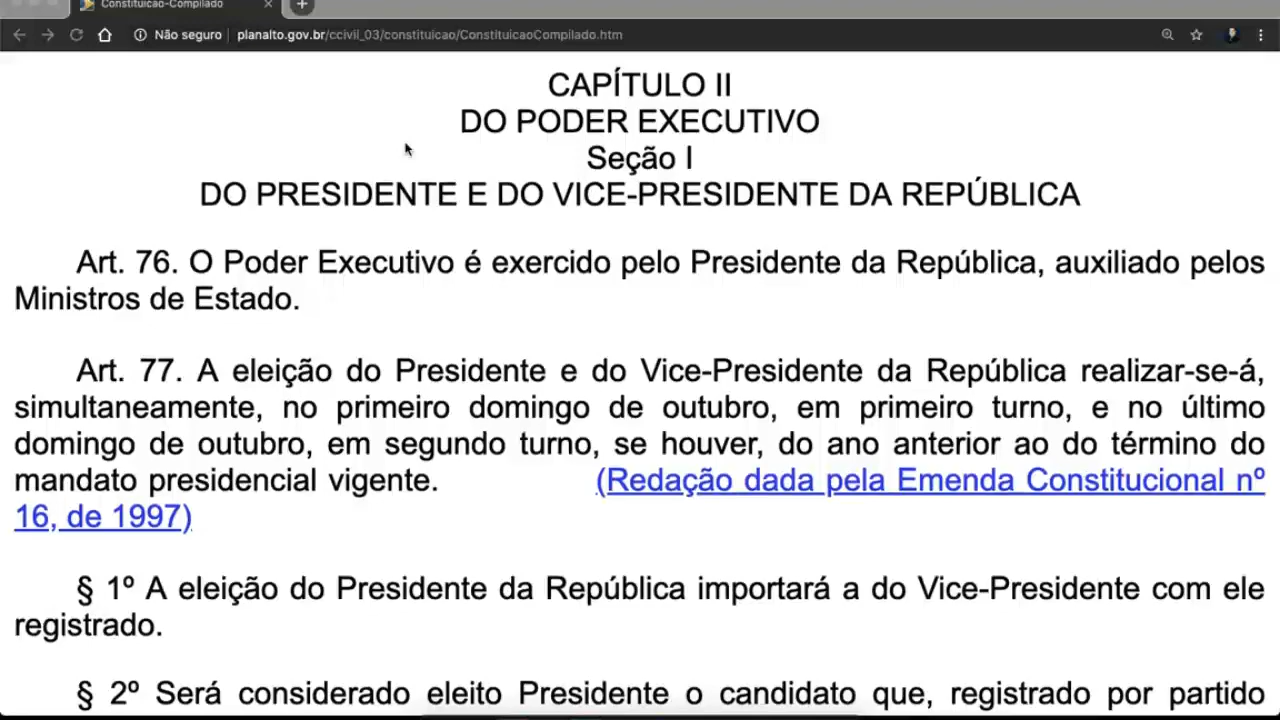 Constituicao-Compilado
Não seguro planalto.gov.br/ccivil_03/constituicao/ConstituicaoCompilado.htm
CAPÍTULO II
DO PODER EXECUTIVO
Seção I
DO PRESIDENTE E DO VICE-PRESIDENTE DA REPÚBLICA
Art. 76. O Poder Executivo é exercido pelo Presidente da República, auxiliado pelos
Ministros de Estado.
Art. 77. A eleição do Presidente e do Vice-Presidente da República realizar-se-á,
simultaneamente, no primeiro domingo de outubro, em primeiro turno, e no último
domingo de outubro, em segundo turno, se houver, do ano anterior ao do término do
mandato presidencial vigente. (Redação dada pela Emenda Constitucional nº
16, de 1997)
§ 1º A eleição do Presidente da República importará a do Vice-Presidente com ele
registrado.
§ 2º Será considerado eleito Presidente o candidato que, registrado por partido